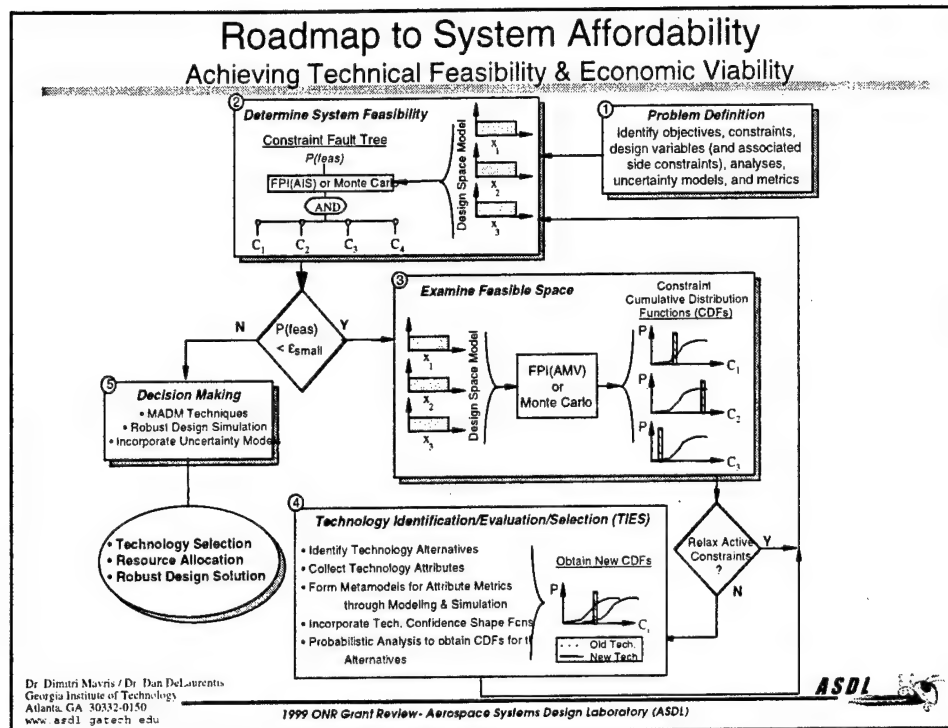 Roadmap to System Affordability
Achieving Technical Feasibility & Economic Viability
1
Problem Definition
Identify objectives, constraints,
design variables (and associated
side constraints), analyses,
uncertainty models, and metrics
2
Determine System Feasibility
Constraint Fault Tree
P(feas)
FPI(AIS) or Monte Carlo
AND
C1 C2 C3 C4
Design Space Model
x1
x2
x3
P(feas)
< εsmall
N
Y
3
Examine Feasible Space
x1
x2
x3
Design Space Model
FPI(AMV)
or
Monte Carlo
Constraint
Cumulative Distribution
Functions (CDFs)
P
C1
P
C2
P
C3
Relax Active
Constraints
?
Y
N
4
Technology Identification/Evaluation/Selection (TIES)
• Identify Technology Alternatives
• Collect Technology Attributes
• Form Metamodels for Attribute Metrics
through Modeling & Simulation
• Incorporate Tech. Confidence Shape Fcns
• Probabilistic Analysis to obtain CDFs for
Alternatives
Obtain New CDFs
P
C
Old Tech.
New Tech
5
Decision Making
• MADM Techniques
• Robust Design Simulation
• Incorporate Uncertainty Models
• Technology Selection
• Resource Allocation
• Robust Design Solution
Dr. Dimitri Mavris / Dr. Dan DeLaurentis
Georgia Institute of Technology
Atlanta, GA 30332-0150
www.asdl.gatech.edu
1999 ONR Grant Review- Aerospace Systems Design Laboratory (ASDL)
ASDL